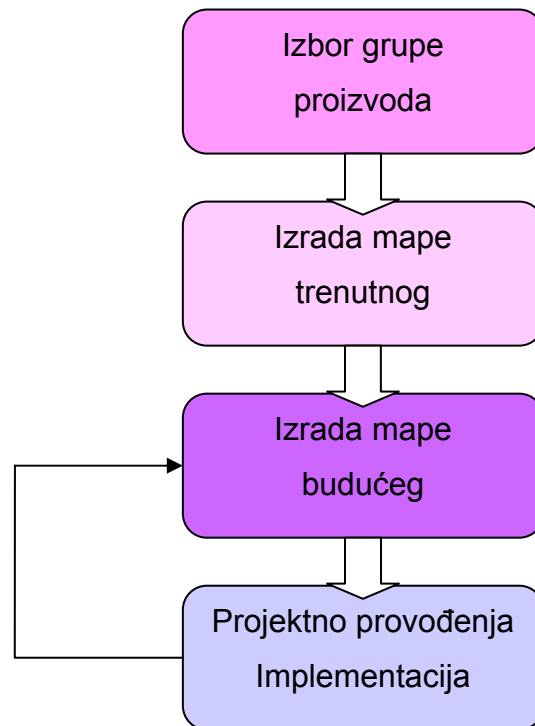 Izbor grupe
proizvoda
Izrada mape
trenutnog
Izrada mape
budućeg
Projektno provođenja
Implementacija